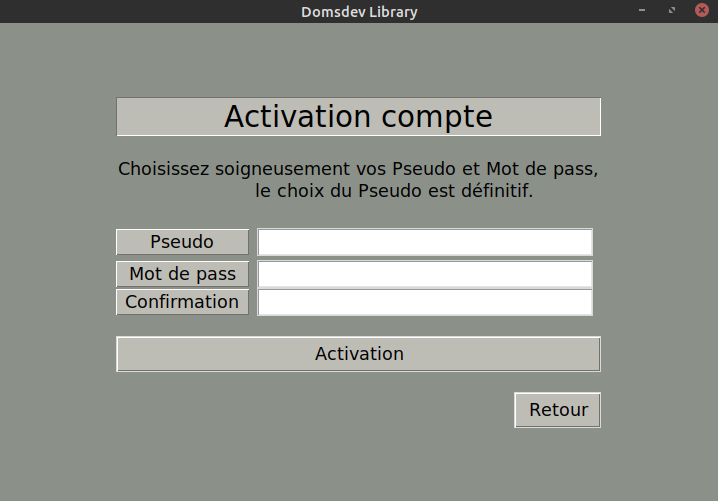 Domsdev Library
Activation compte
Choisissez soigneusement vos Pseudo et Mot de pass,
le choix du Pseudo est définitif.
Pseudo
Mot de pass
Confirmation
Activation
Retour